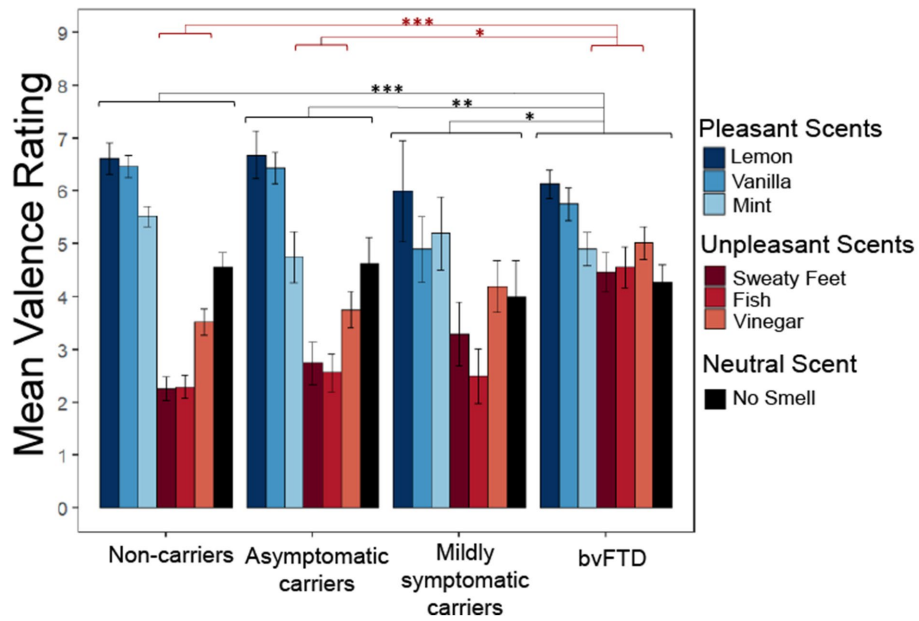 Mean Valence Rating
9
8
7
6
5
4
3
2
1
0
***
*
***
**
*
Non-carriers
Asymptomatic
carriers
Mildly
symptomatic
carriers
bvFTD
Pleasant Scents
Lemon
Vanilla
Mint
Unpleasant Scents
Sweaty Feet
Fish
Vinegar
Neutral Scent
No Smell